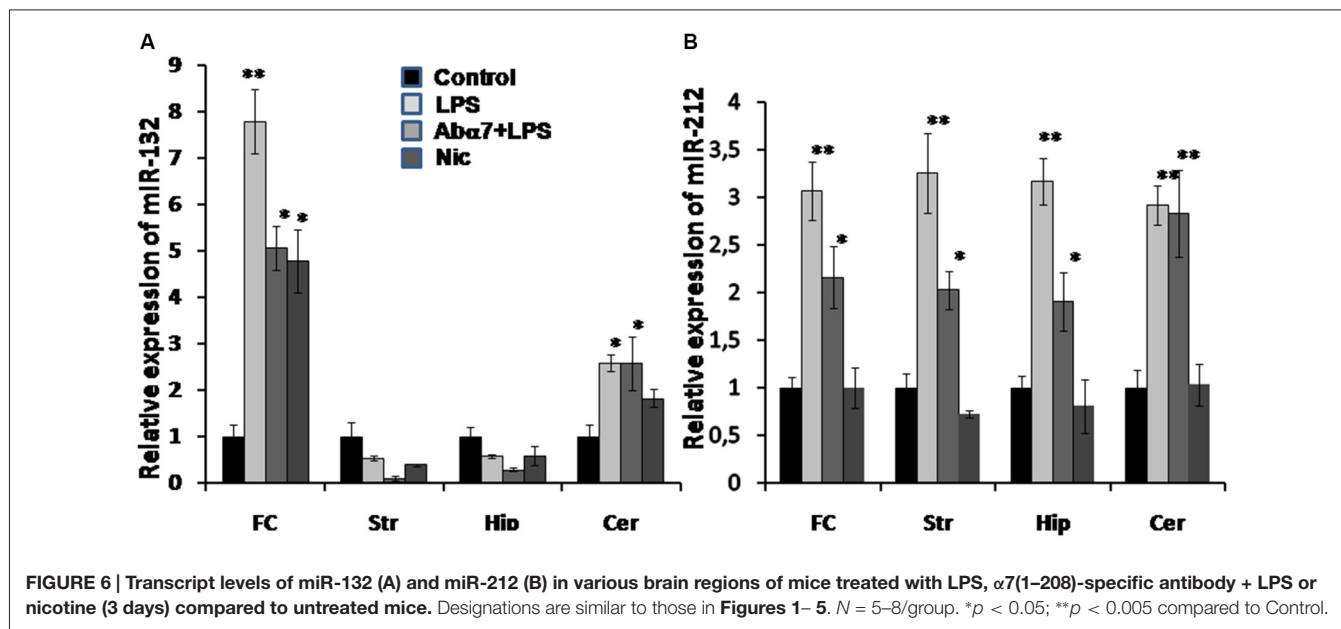 A
B
9
8
7
6
5
4
3
2
1
0
Relative expression of miR-132
**
*
*
*
*
Control
LPS
Abα7+LPS
Nic
FC Str Hip Cer
4
3,5
3
2,5
2
1,5
1
0,5
0
Relative expression of miR-212
**
*
**
*
**
*
**
**
FC Str Hip Cer
FIGURE 6 | Transcript levels of miR-132 (A) and miR-212 (B) in various brain regions of mice treated with LPS, α7(1–208)-specific antibody + LPS or
nicotine (3 days) compared to untreated mice. Designations are similar to those in Figures 1– 5. N = 5–8/group. *p < 0.05; **p < 0.005 compared to Control.